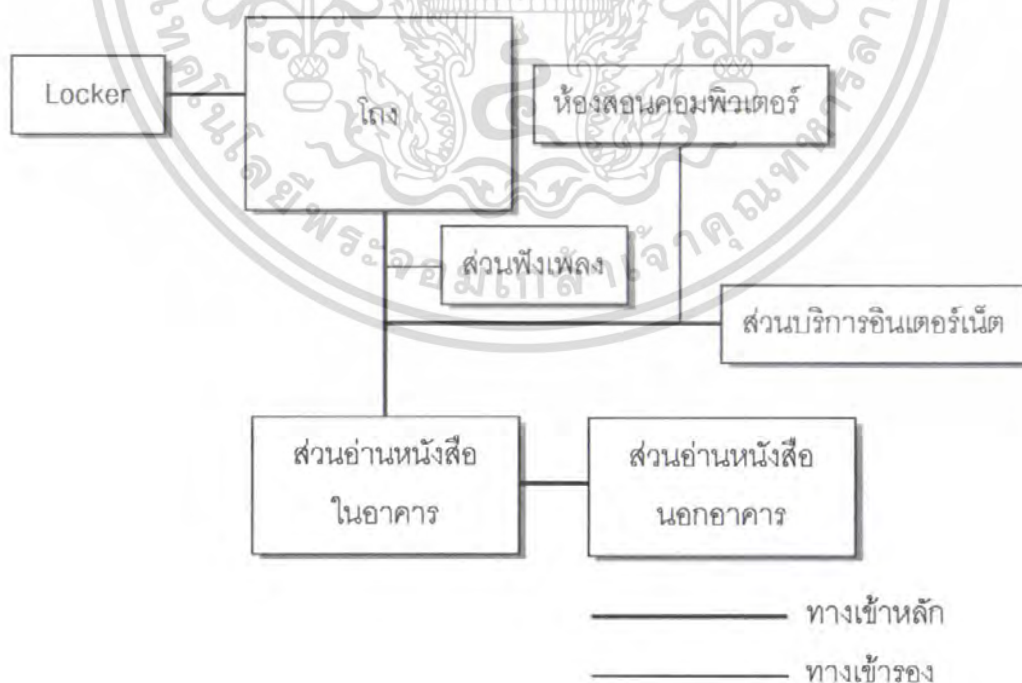 Locker
โถง
ห้องสอนคอมพิวเตอร์
ส่วนฟังเพลง
ส่วนบริการอินเตอร์เน็ต
ส่วนอ่านหนังสือ
ในอาคาร
ส่วนอ่านหนังสือ
นอกอาคาร
ทางเข้าหลัก
ทางเข้ารอง